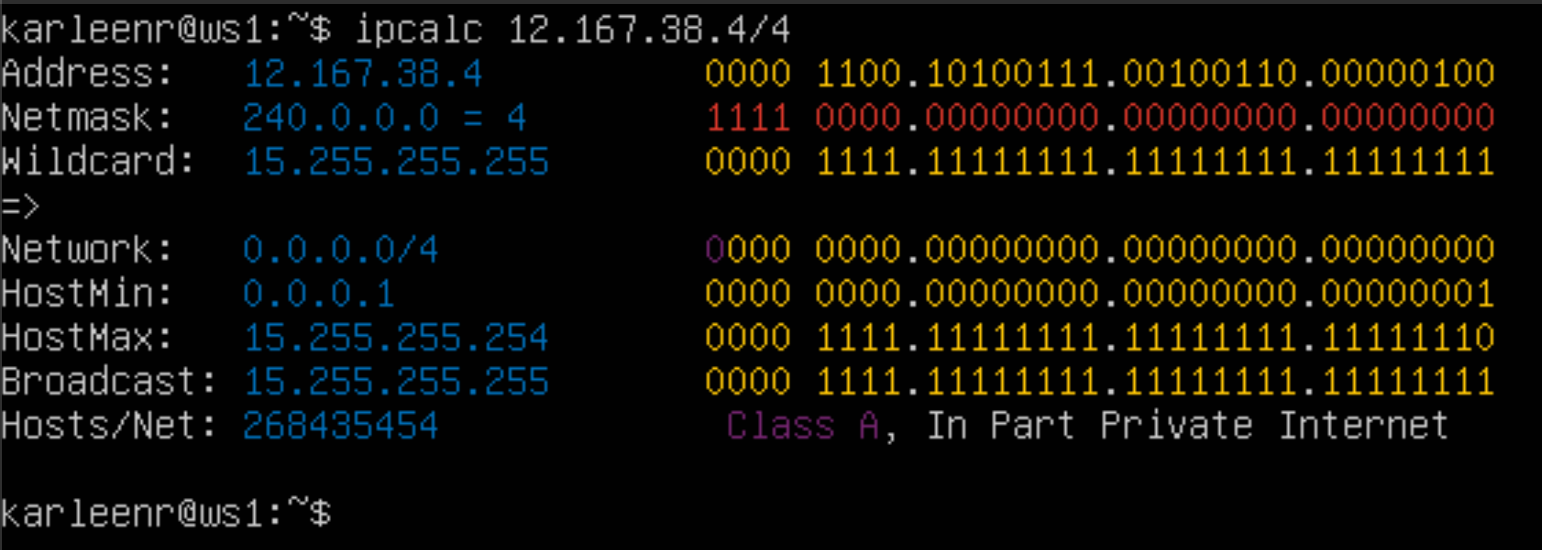 karleenr@ws1:~$ ipcalc 12.167.38.4/4
Address:   12.167.38.4          0000 1100.10100111.00100110.00000100
Netmask:   240.0.0.0 = 4        1111 0000.00000000.00000000.00000000
Wildcard:  15.255.255.255       0000 1111.11111111.11111111.11111111
=>
Network:   0.0.0.0/4            0000 0000.00000000.00000000.00000000
HostMin:   0.0.0.1              0000 0000.00000000.00000000.00000001
HostMax:   15.255.255.254       0000 1111.11111111.11111111.11111110
Broadcast: 15.255.255.255       0000 1111.11111111.11111111.11111111
Hosts/Net: 268435454             Class A, In Part Private Internet
karleenr@ws1:~$